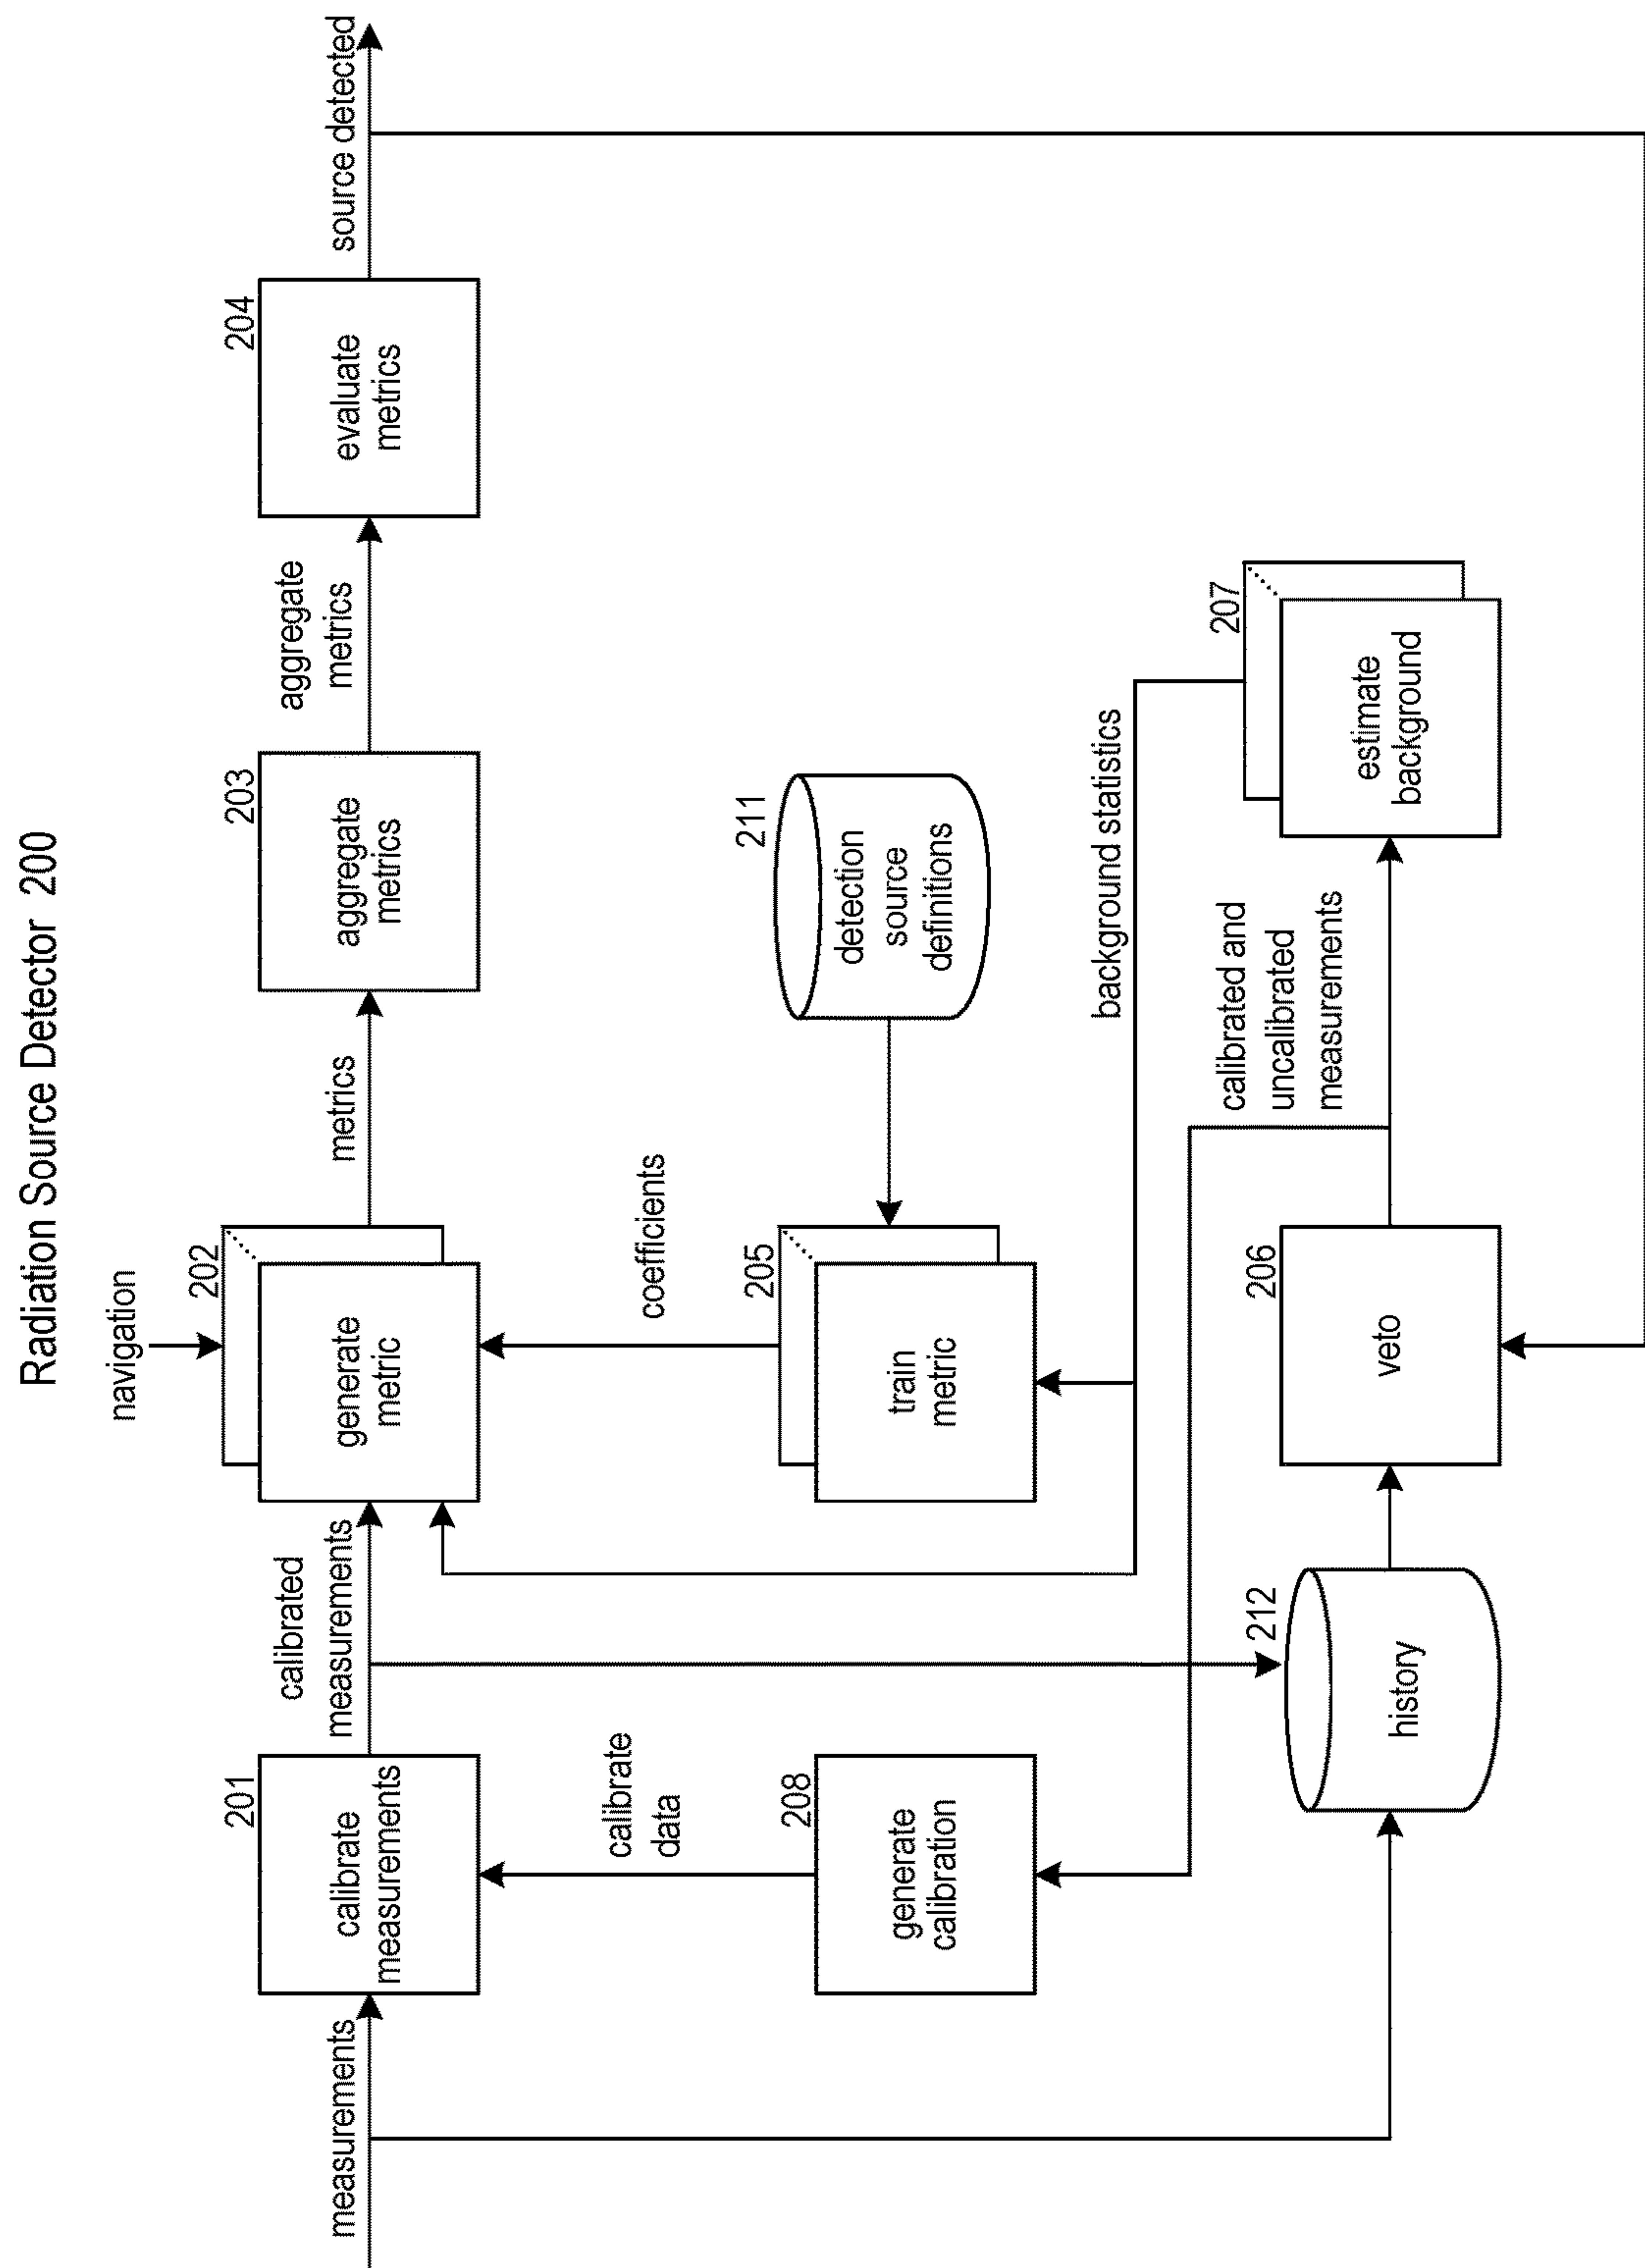 Radiation Source Detector 200
navigation
measurements
201
calibrate
measurements
calibrated
measurements
202
generate
metric
metrics
203
aggregate
metrics
aggregate
metrics
204
evaluate
metrics
source detected
calibrate
data
coefficients
208
generate
calibration
205
train
metric
211
detection
source
definitions
background statistics
212
history
206
veto
calibrated and
uncalibrated
measurements
207
estimate
background